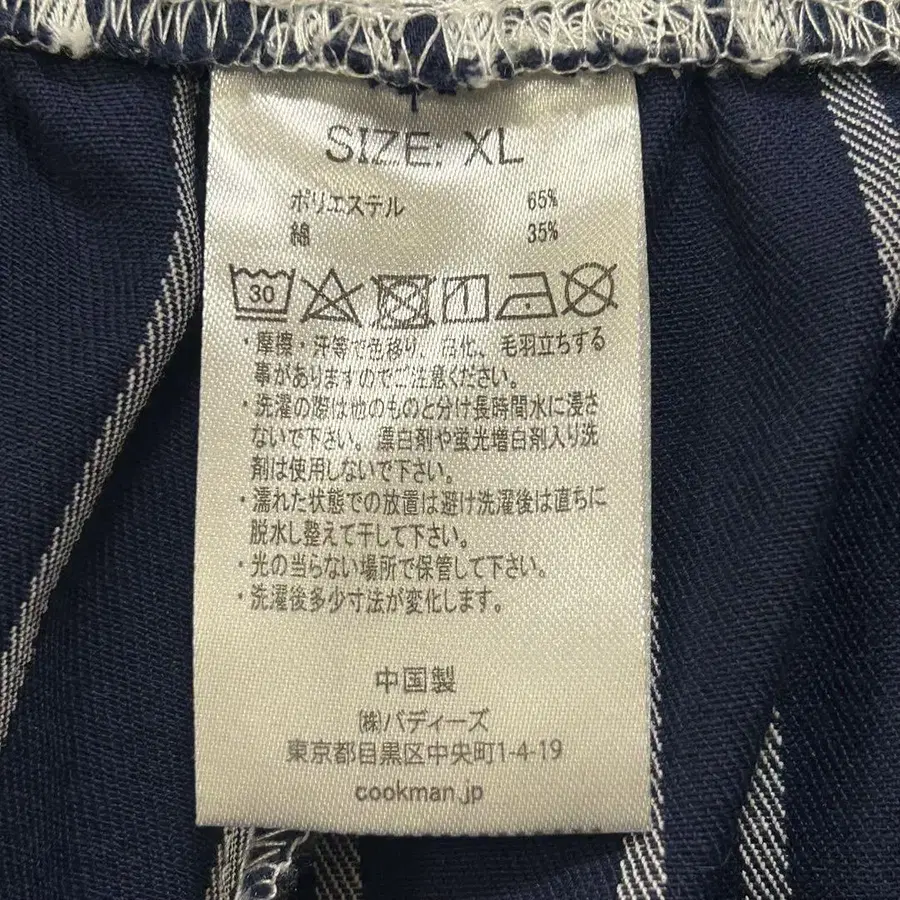 SIZE: XL
ポリエステル 65%
綿 35%
30
・摩擦・汗等で色移り、白化、毛羽立ちする
事がありますのでご注意ください。
・洗濯の際は他のものと分け長時間水に浸さ
ないで下さい。漂白剤や蛍光増白剤入り洗
剤は使用しないで下さい。
・濡れた状態での放置は避け洗濯後は直ちに
脱水し整えて干して下さい。
・光の当らない場所で保管して下さい。
・洗濯後多少寸法が変化します。
中国製
㈱バディーズ
東京都目黒区中央町1-4-19
cookman.jp